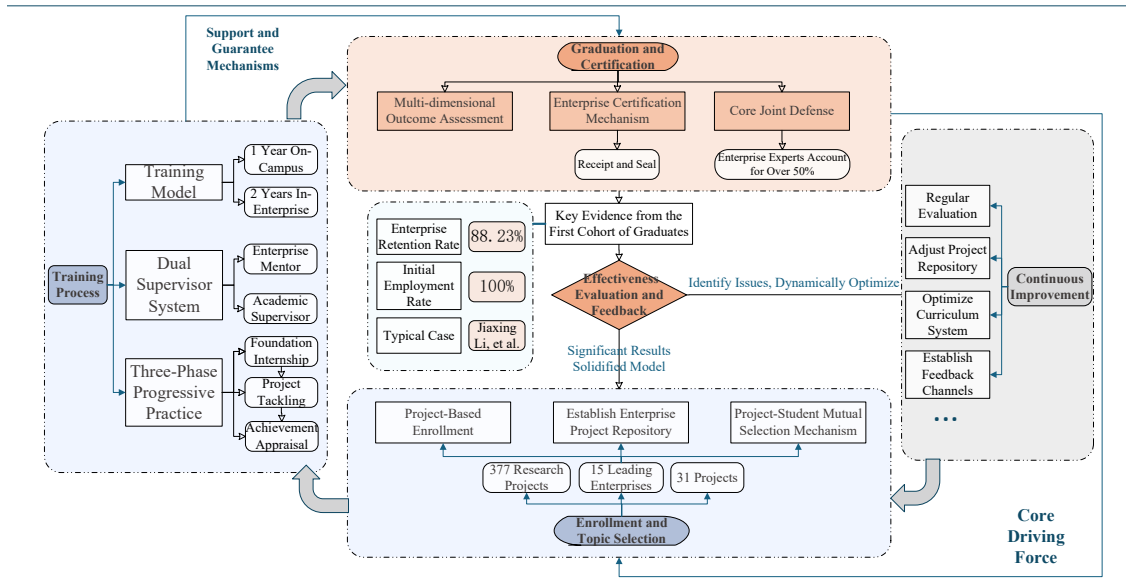 Support and
Guarantee
Mechanisms
Graduation and
Certification
Multi-dimensional
Outcome Assessment
Enterprise Certification
Mechanism
Core Joint Defense
Receipt and Seal
Enterprise Experts Account
for Over 50%
Training
Process
Training
Model
1 Year On-
Campus
2 Years In-
Enterprise
Dual
Supervisor
System
Enterprise
Mentor
Academic
Supervisor
Three-Phase
Progressive
Practice
Foundation
Internship
Project
Tackling
Achievement
Appraisal
Enterprise
Retention Rate
88.23%
Initial
Employment
Rate
100%
Typical Case
Jiaxing
Li, et al.
Key Evidence from the
First Cohort of Graduates
Effectiveness
Evaluation and
Feedback
Identify Issues, Dynamically Optimize
Significant Results
Solidified Model
Regular
Evaluation
Adjust Project
Repository
Optimize
Curriculum
System
Establish
Feedback
Channels
...
Continuous
Improvement
Project-Based
Enrollment
Establish Enterprise
Project Repository
Project-Student Mutual
Selection Mechanism
377 Research
Projects
15 Leading
Enterprises
31 Projects
Enrollment and
Topic Selection
Core
Driving
Force